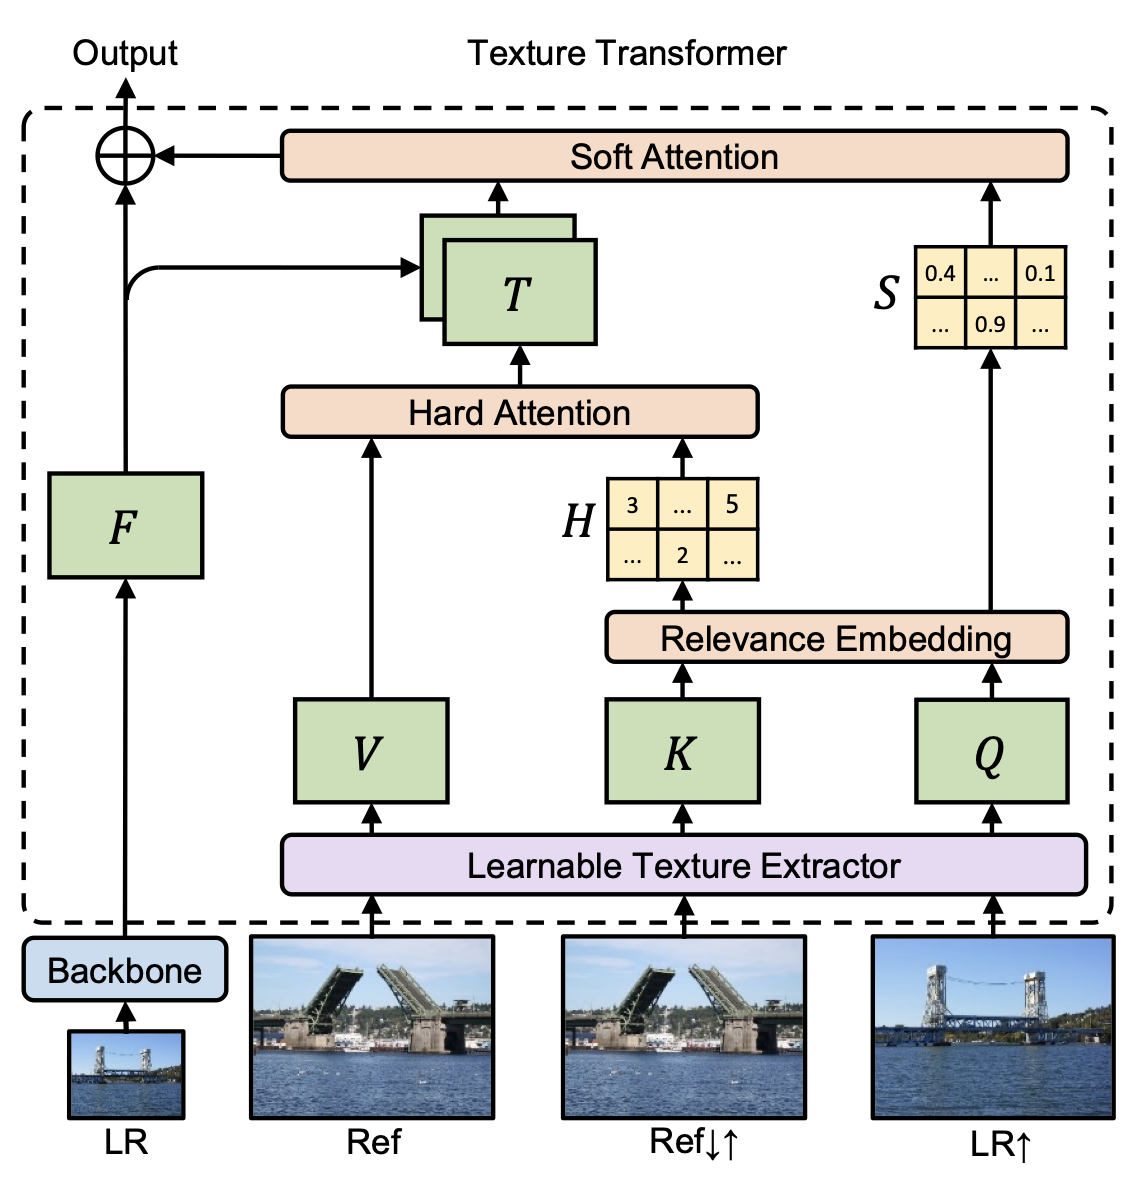 Output
Texture Transformer
Soft Attention
T
S
0.4 ... 0.1
... 0.9 ...
Hard Attention
F
H
3 ... 5
... 2 ...
Relevance Embedding
V
K
Q
Learnable Texture Extractor
Backbone
LR
Ref
Ref↓↑
LR↑